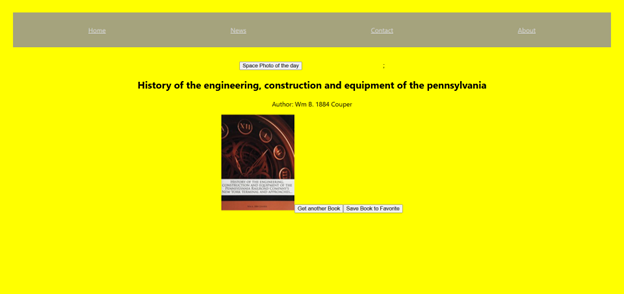 Home News Contact About
Space Photo of the day ;
History of the engineering, construction and equipment of the pennsylvania
Author: Wm B. 1884 Couper
XII
HISTORY OF THE ENGINEERING,
CONSTRUCTION AND EQUIPMENT OF THE
PENNSYLVANIA RAILROAD COMPANY'S
NEW YORK TERMINAL AND APPROACHES...
Get another Book Save Book to Favorite